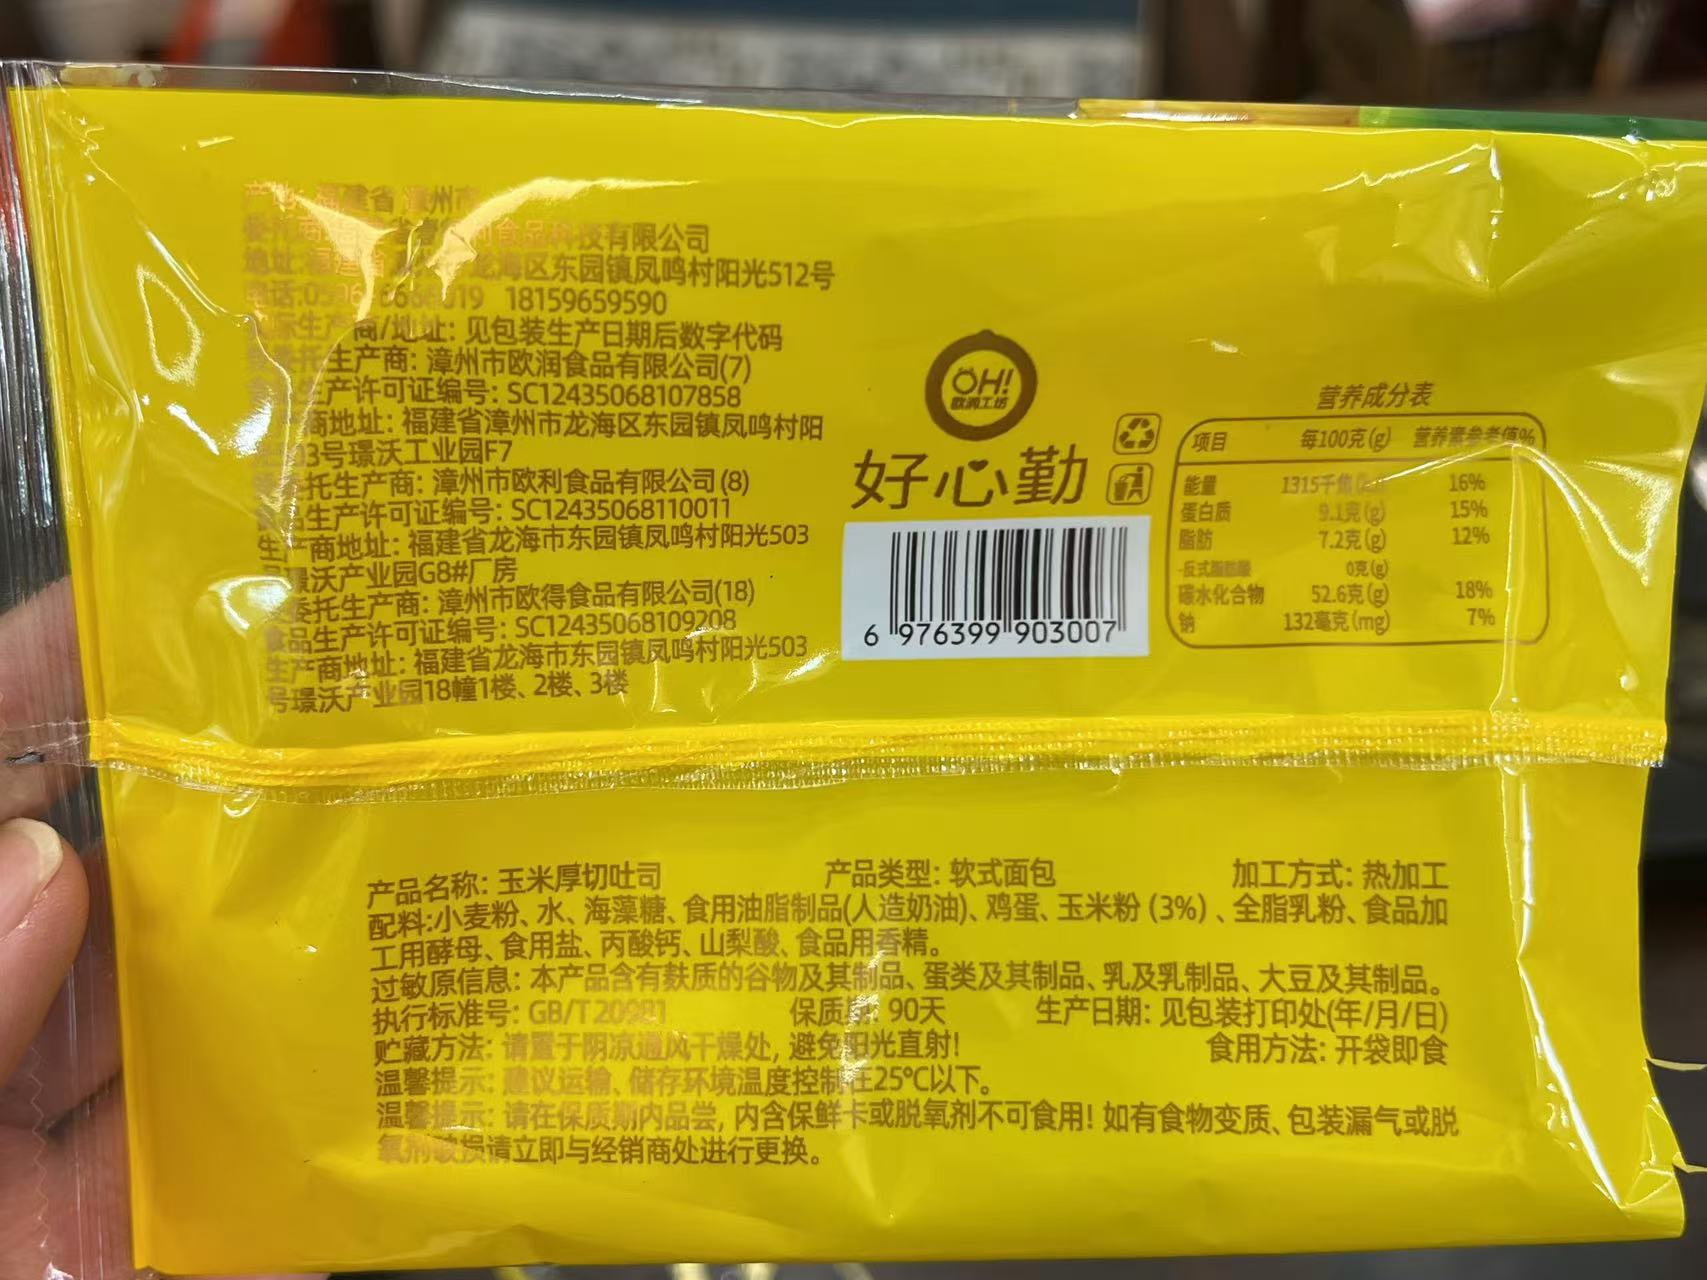 产地: 福建省 漳州市
食品科技有限公司
龙海区东园镇凤鸣村阳光512号
18159659590
生产商/地址: 见包装生产日期后数字代码
托生产商: 漳州市欧润食品有限公司(7)
生产许可证编号: SC12435068107858
商地址: 福建省漳州市龙海区东园镇凤鸣村阳
3号璟沃工业园F7
托生产商: 漳州市欧利食品有限公司(8)
品生产许可证编号: SC12435068110011
生产商地址: 福建省龙海市东园镇凤鸣村阳光503
号璟沃产业园G8#厂房
委托生产商: 漳州市欧得食品有限公司(18)
食品生产许可证编号: SC12435068109208
生产商地址: 福建省龙海市东园镇凤鸣村阳光503
号璟沃产业园18幢1楼、2楼、3楼
OH!
欧润工坊
好心勤
6 976399 903007
营养成分表
项目 每100克(g) 营养素参考值%
能量 1315千焦 16%
蛋白质 9.1克(g) 15%
脂肪 7.2克(g) 12%
-反式脂肪酸 0克(g)
碳水化合物 52.6克(g) 18%
钠 132毫克(mg) 7%
产品名称: 玉米厚切吐司 产品类型: 软式面包 加工方式: 热加工
配料:小麦粉、水、海藻糖、食用油脂制品(人造奶油)、鸡蛋、玉米粉(3%)、全脂乳粉、食品加
工用酵母、食用盐、丙酸钙、山梨酸、食品用香精。
过敏原信息: 本产品含有麸质的谷物及其制品、蛋类及其制品、乳及乳制品、大豆及其制品。
执行标准号: GB/T20981 保质期: 90天 生产日期: 见包装打印处(年/月/日)
贮藏方法: 请置于阴凉通风干燥处, 避免阳光直射! 食用方法: 开袋即食
温馨提示: 建议运输、储存环境温度控制在25℃以下。
温馨提示: 请在保质期内品尝, 内含保鲜卡或脱氧剂不可食用! 如有食物变质、包装漏气或脱
氧剂破损请立即与经销商处进行更换。